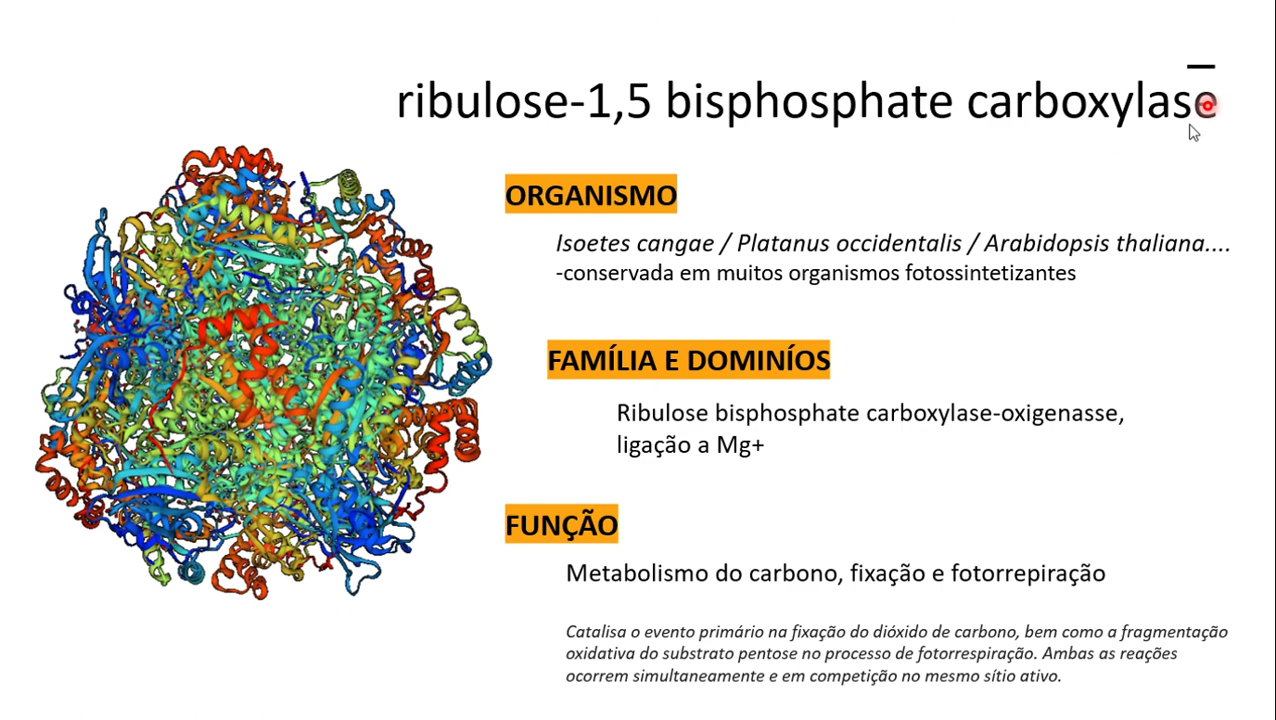 ribulose-1,5 bisphosphate carboxylase
ORGANISMO
Isoetes cangae / Platanus occidentalis / Arabidopsis thaliana....
-conservada em muitos organismos fotossintetizantes
FAMÍLIA E DOMINÍOS
Ribulose bisphosphate carboxylase-oxigenasse,
ligação a Mg+
FUNÇÃO
Metabolismo do carbono, fixação e fotorrepiração
Catalisa o evento primário na fixação do dióxido de carbono, bem como a fragmentação
oxidativa do substrato pentose no processo de fotorrespiração. Ambas as reações
ocorrem simultaneamente e em competição no mesmo sítio ativo.